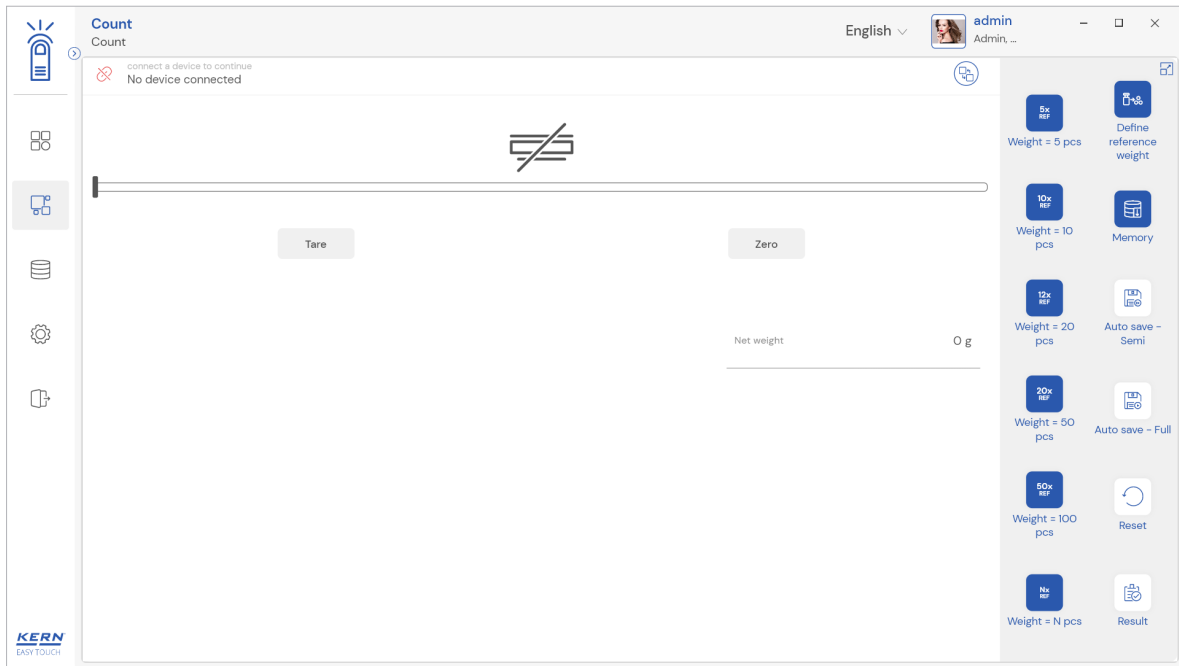 Count
Count
English
admin
Admin, ...
connect a device to continue
No device connected
Tare
Zero
Net weight
0 g
5x
REF
Weight = 5 pcs
Define
reference
weight
10x
REF
Weight = 10
pcs
Memory
12x
REF
Weight = 20
pcs
Auto save -
Semi
20x
REF
Weight = 50
pcs
Auto save - Full
50x
REF
Weight = 100
pcs
Reset
Nx
REF
Weight = N pcs
Result
KERN
EASY TOUCH